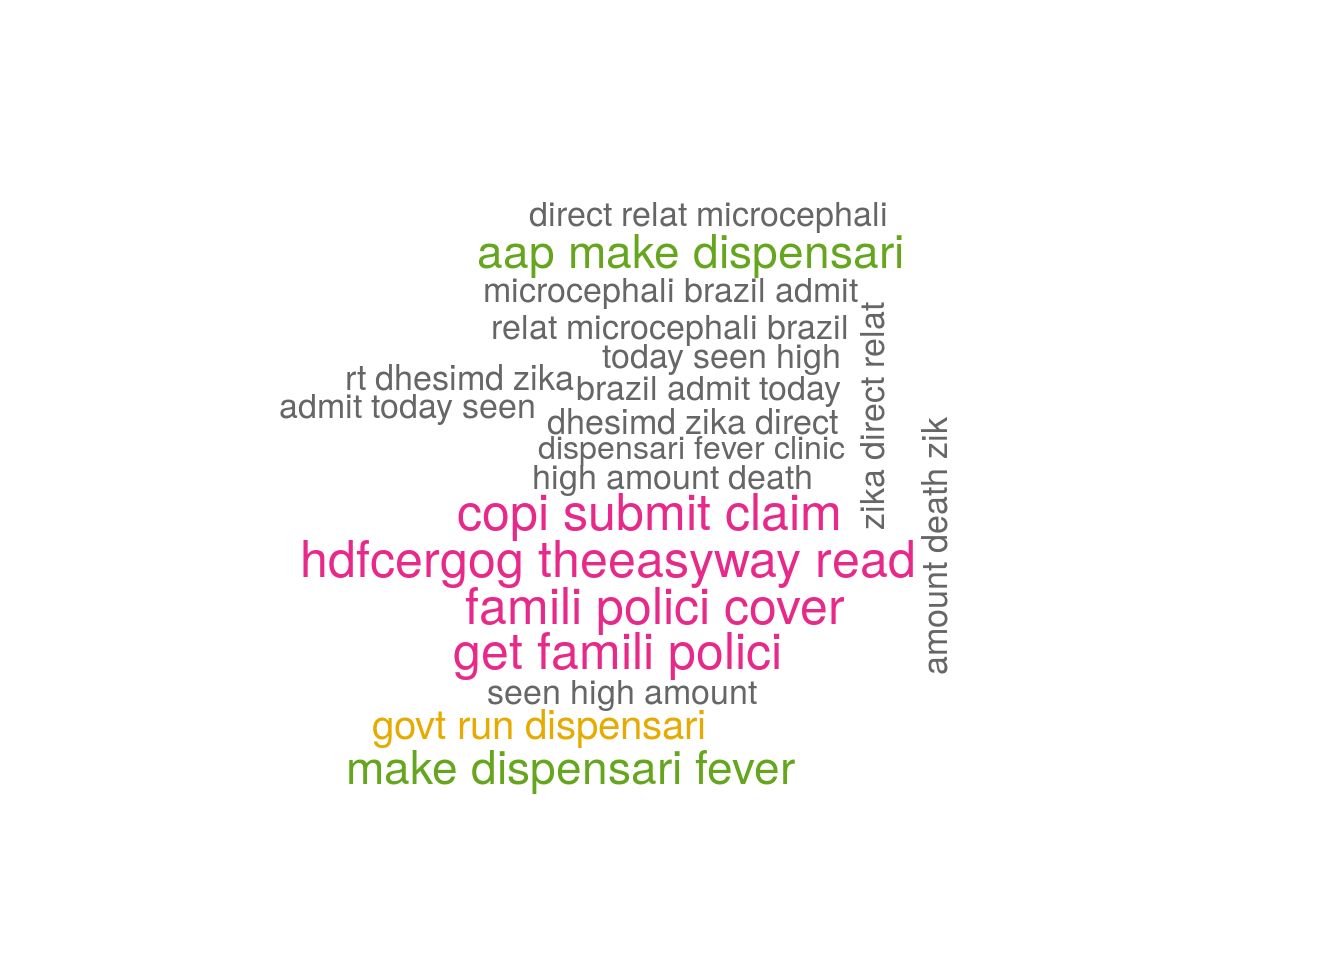 direct relat microcephali
aap make dispensari
microcephali brazil admit
relat microcephali brazil
today seen high
rt dhesimd zika
brazil admit today
admit today seen
dhesimd zika direct
dispensari fever clinic
high amount death
copi submit claim
hdfcergog theeasyway read
famili polici cover
get famili polici
seen high amount
govt run dispensari
make dispensari fever
zika direct relat
amount death zik